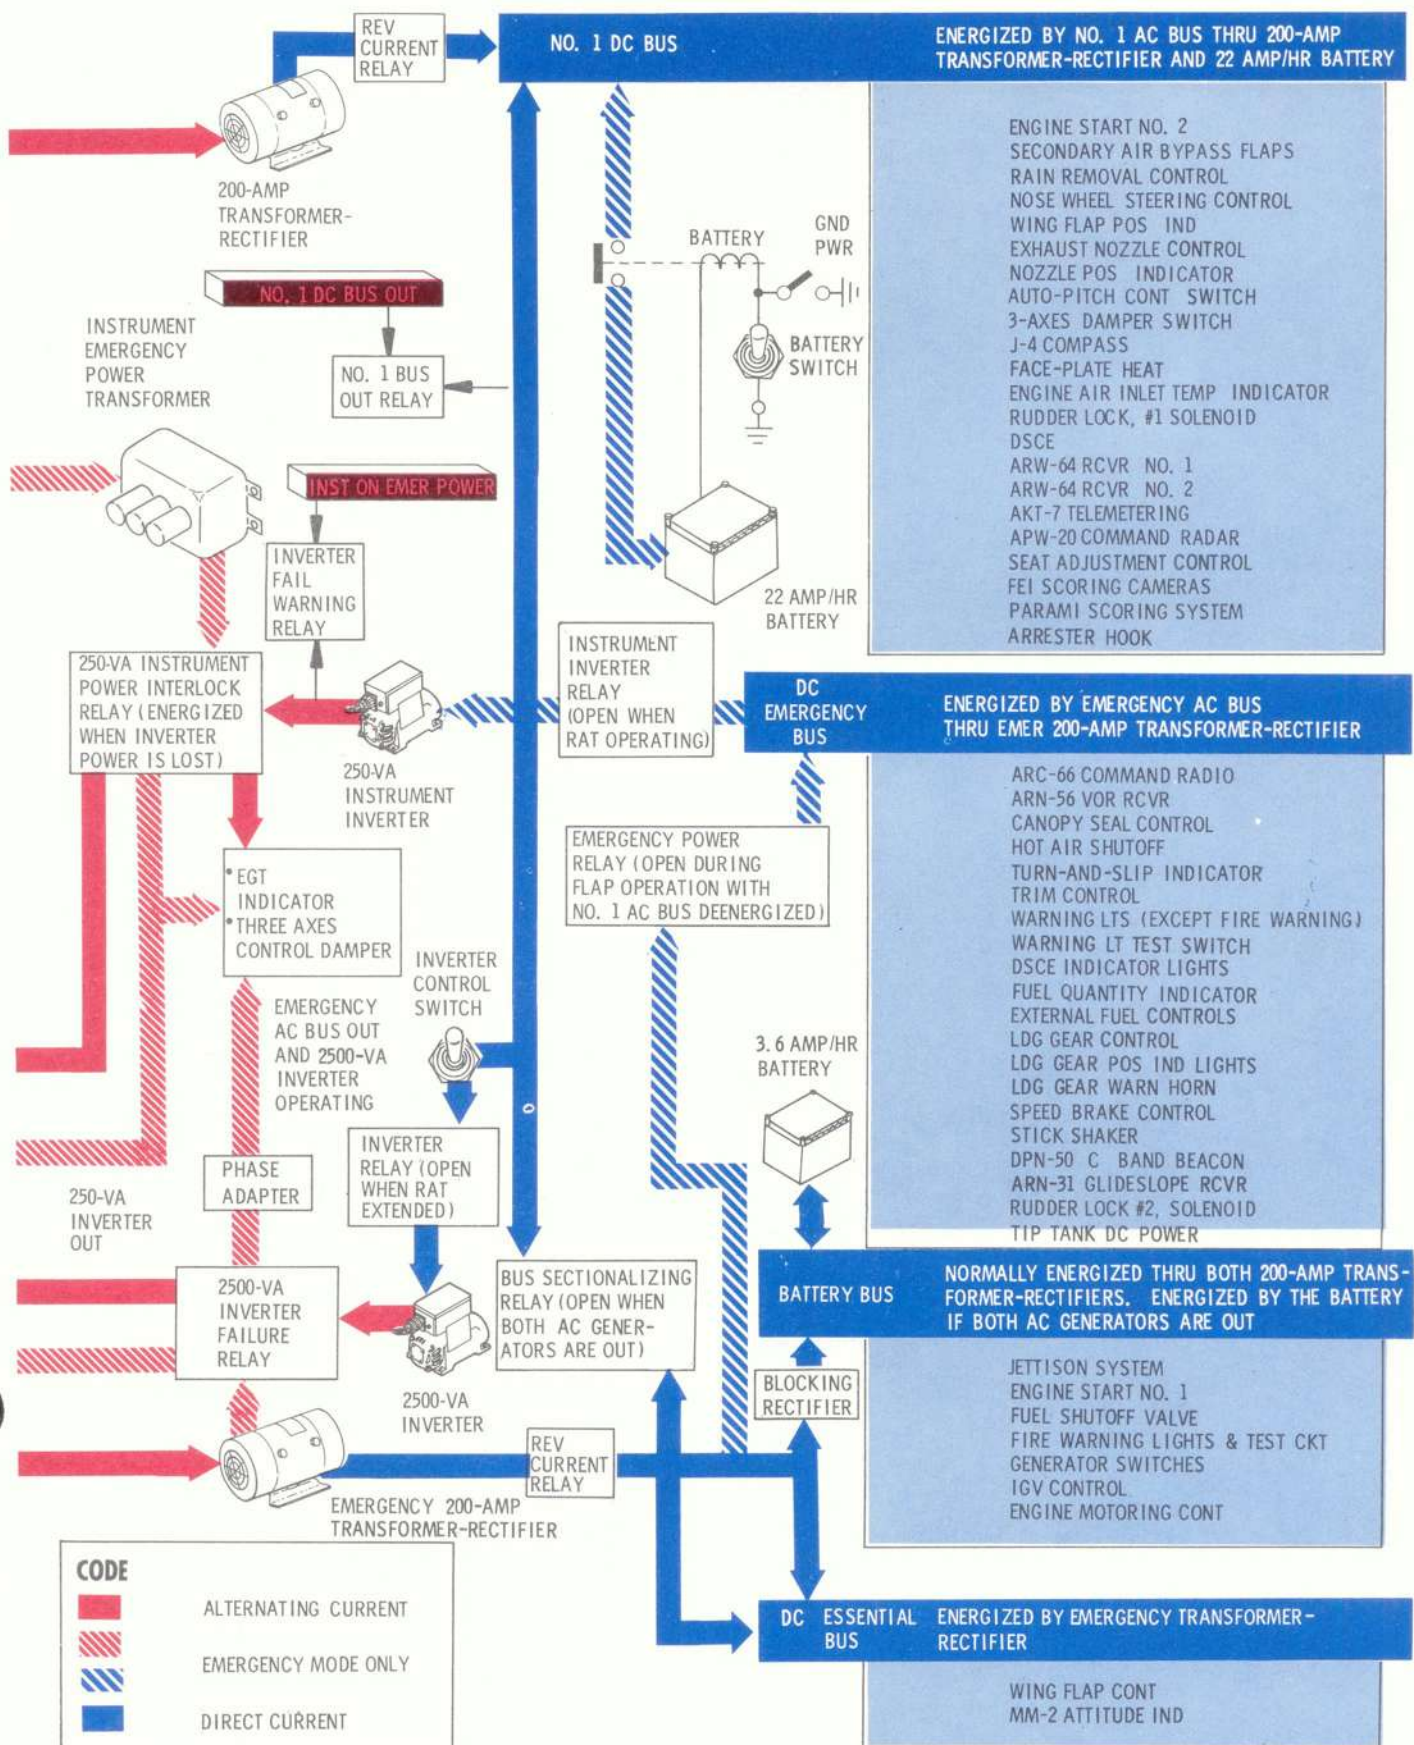 REV
CURRENT
RELAY
NO. 1 DC BUS
ENERGIZED BY NO. 1 AC BUS THRU 200-AMP
TRANSFORMER-RECTIFIER AND 22 AMP/HR BATTERY
200-AMP
TRANSFORMER-
RECTIFIER
ENGINE START NO. 2
SECONDARY AIR BYPASS FLAPS
RAIN REMOVAL CONTROL
NOSE WHEEL STEERING CONTROL
WING FLAP POS IND
EXHAUST NOZZLE CONTROL
NOZZLE POS INDICATOR
AUTO-PITCH CONT SWITCH
3-AXES DAMPER SWITCH
J-4 COMPASS
FACE-PLATE HEAT
ENGINE AIR INLET TEMP INDICATOR
RUDDER LOCK, #1 SOLENOID
DSCE
ARW-64 RCVR NO. 1
ARW-64 RCVR NO. 2
AKT-7 TELEMETERING
APW-20 COMMAND RADAR
SEAT ADJUSTMENT CONTROL
FEI SCORING CAMERAS
PARAMI SCORING SYSTEM
ARRESTER HOOK
BATTERY
GND
PWR
BATTERY
SWITCH
22 AMP/HR
BATTERY
NO. 1 DC BUS OUT
NO. 1 BUS
OUT RELAY
INSTRUMENT
EMERGENCY
POWER
TRANSFORMER
INST ON EMER POWER
INVERTER
FAIL
WARNING
RELAY
250-VA INSTRUMENT
POWER INTERLOCK
RELAY (ENERGIZED
WHEN INVERTER
POWER IS LOST)
250-VA
INSTRUMENT
INVERTER
INSTRUMENT
INVERTER
RELAY
(OPEN WHEN
RAT OPERATING)
DC
EMERGENCY
BUS
ENERGIZED BY EMERGENCY AC BUS
THRU EMER 200-AMP TRANSFORMER-RECTIFIER
ARC-66 COMMAND RADIO
ARN-56 VOR RCVR
CANOPY SEAL CONTROL
HOT AIR SHUTOFF
TURN-AND-SLIP INDICATOR
TRIM CONTROL
WARNING LTS (EXCEPT FIRE WARNING)
WARNING LT TEST SWITCH
DSCE INDICATOR LIGHTS
FUEL QUANTITY INDICATOR
EXTERNAL FUEL CONTROLS
LDG GEAR CONTROL
LDG GEAR POS IND LIGHTS
LDG GEAR WARN HORN
SPEED BRAKE CONTROL
STICK SHAKER
DPN-50 C BAND BEACON
ARN-31 GLIDESLOPE RCVR
RUDDER LOCK #2, SOLENOID
TIP TANK DC POWER
EMERGENCY POWER
RELAY (OPEN DURING
FLAP OPERATION WITH
NO. 1 AC BUS DEENERGIZED)
• EGT
INDICATOR
• THREE AXES
CONTROL DAMPER
INVERTER
CONTROL
SWITCH
EMERGENCY
AC BUS OUT
AND 2500-VA
INVERTER
OPERATING
3.6 AMP/HR
BATTERY
INVERTER
RELAY (OPEN
WHEN RAT
EXTENDED)
PHASE
ADAPTER
250-VA
INVERTER
OUT
2500-VA
INVERTER
FAILURE
RELAY
2500-VA
INVERTER
BUS SECTIONALIZING
RELAY (OPEN WHEN
BOTH AC GENER-
ATORS ARE OUT)
BATTERY BUS
NORMALLY ENERGIZED THRU BOTH 200-AMP TRANS-
FORMER-RECTIFIERS. ENERGIZED BY THE BATTERY
IF BOTH AC GENERATORS ARE OUT
BLOCKING
RECTIFIER
JETTISON SYSTEM
ENGINE START NO. 1
FUEL SHUTOFF VALVE
FIRE WARNING LIGHTS & TEST CKT
GENERATOR SWITCHES
IGV CONTROL
ENGINE MOTORING CONT
REV
CURRENT
RELAY
EMERGENCY 200-AMP
TRANSFORMER-RECTIFIER
DC ESSENTIAL
BUS
ENERGIZED BY EMERGENCY TRANSFORMER-
RECTIFIER
WING FLAP CONT
MM-2 ATTITUDE IND
CODE
ALTERNATING CURRENT
EMERGENCY MODE ONLY
DIRECT CURRENT